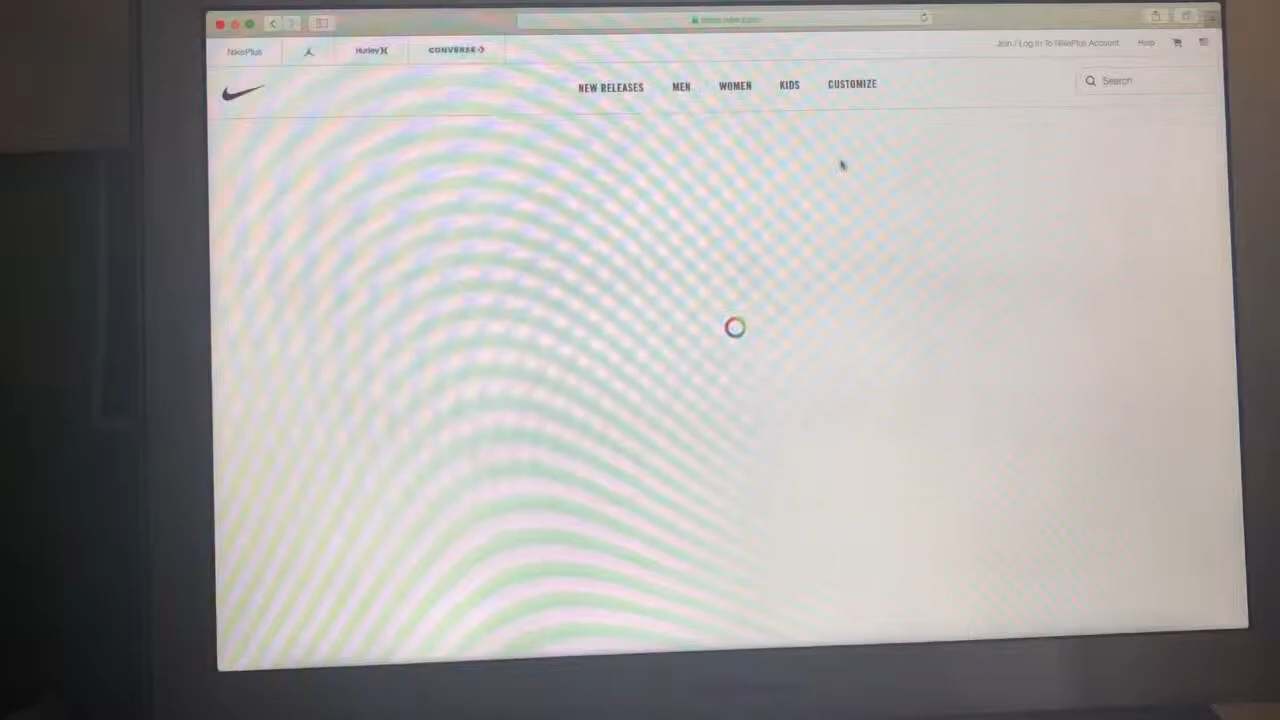 NikePlus
Hurley
CONVERSE
Join / Log In To NikePlus Account
Help
NEW RELEASES
MEN
WOMEN
KIDS
CUSTOMIZE
Search